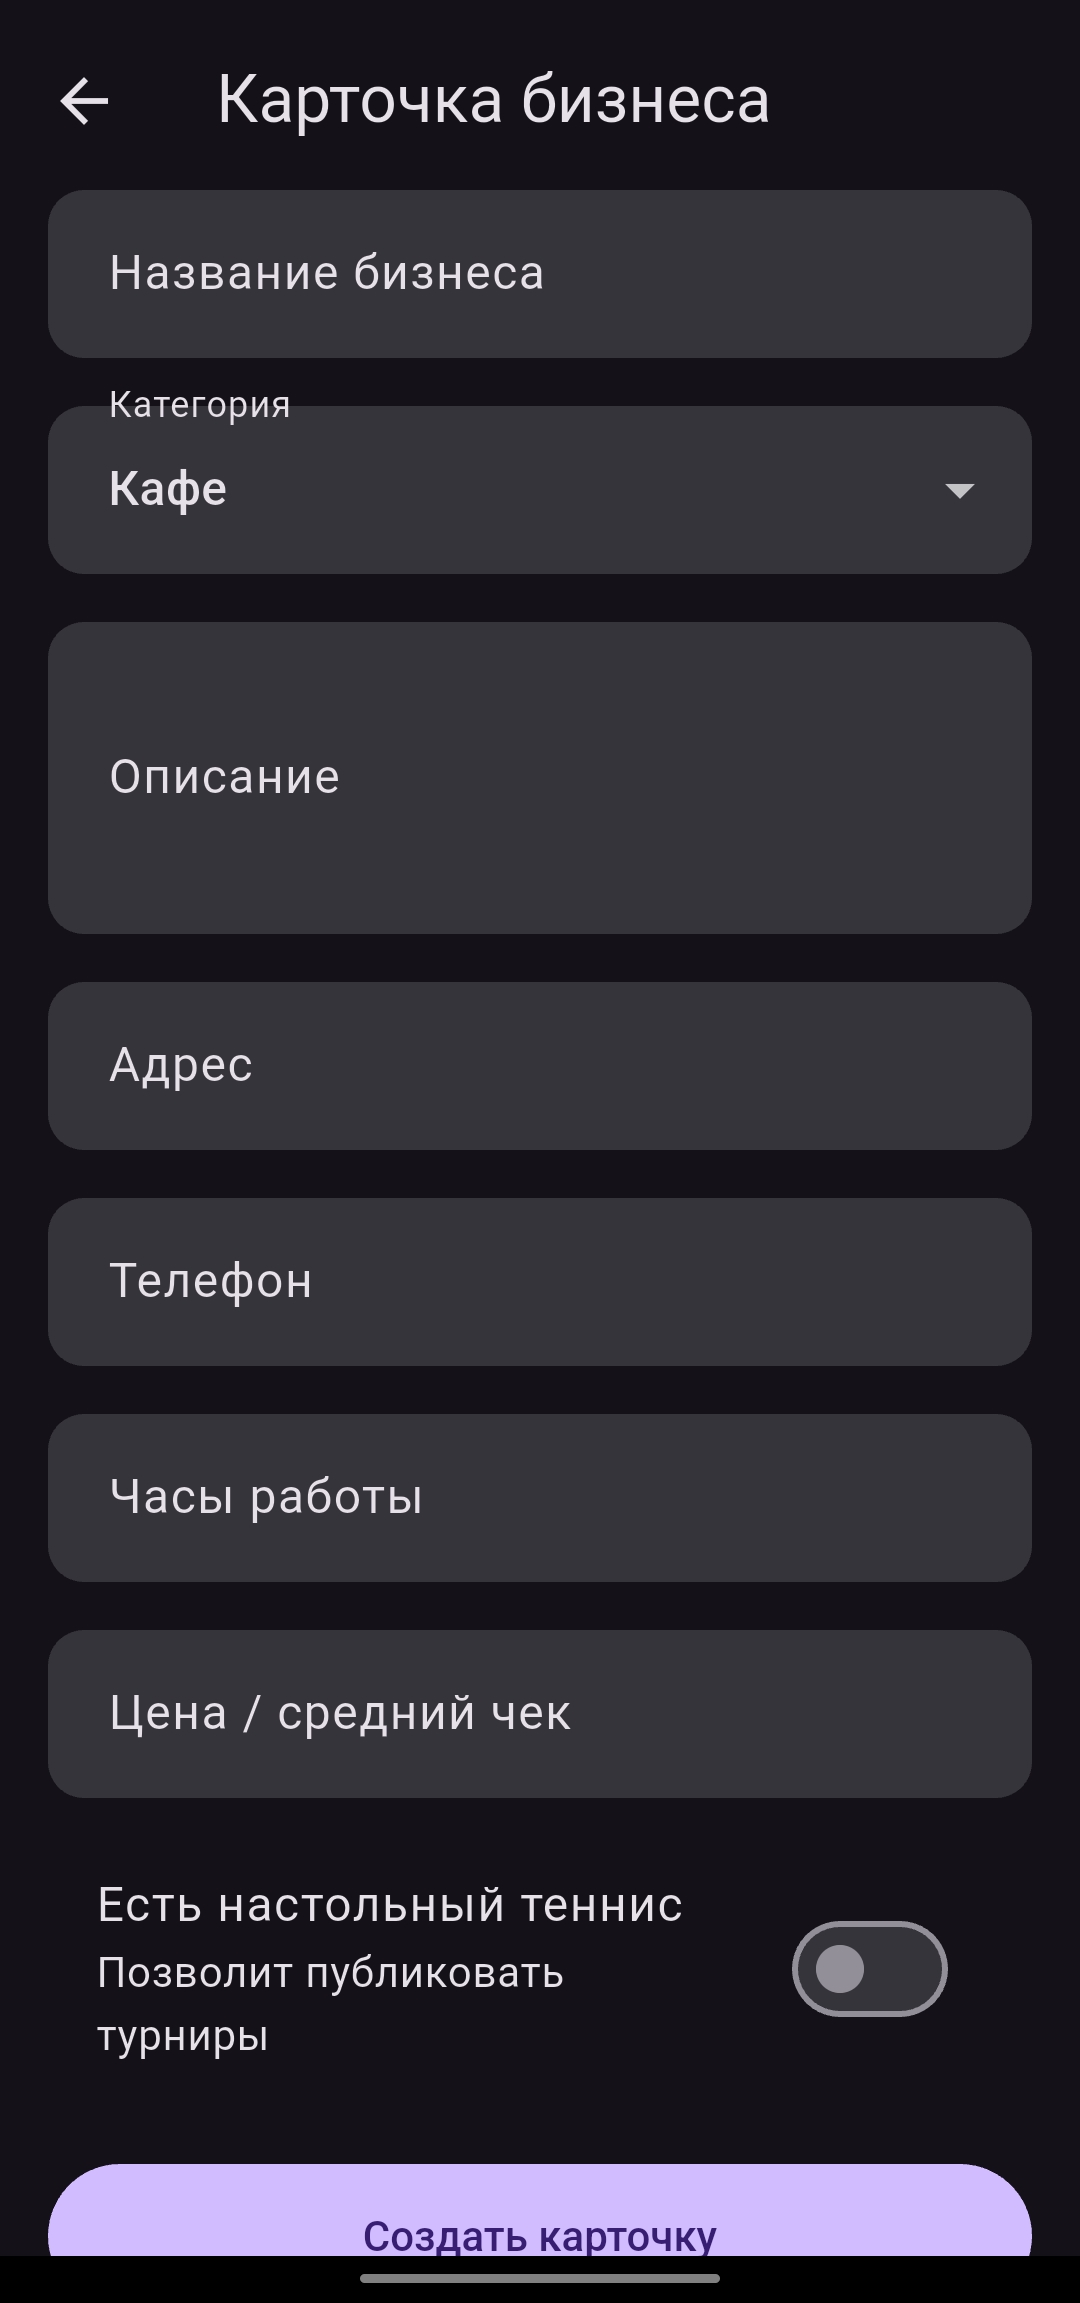 Карточка бизнеса
Название бизнеса
Категория
Кафе
Описание
Адрес
Телефон
Часы работы
Цена / средний чек
Есть настольный теннис
Позволит публиковать
турниры
Создать карточку